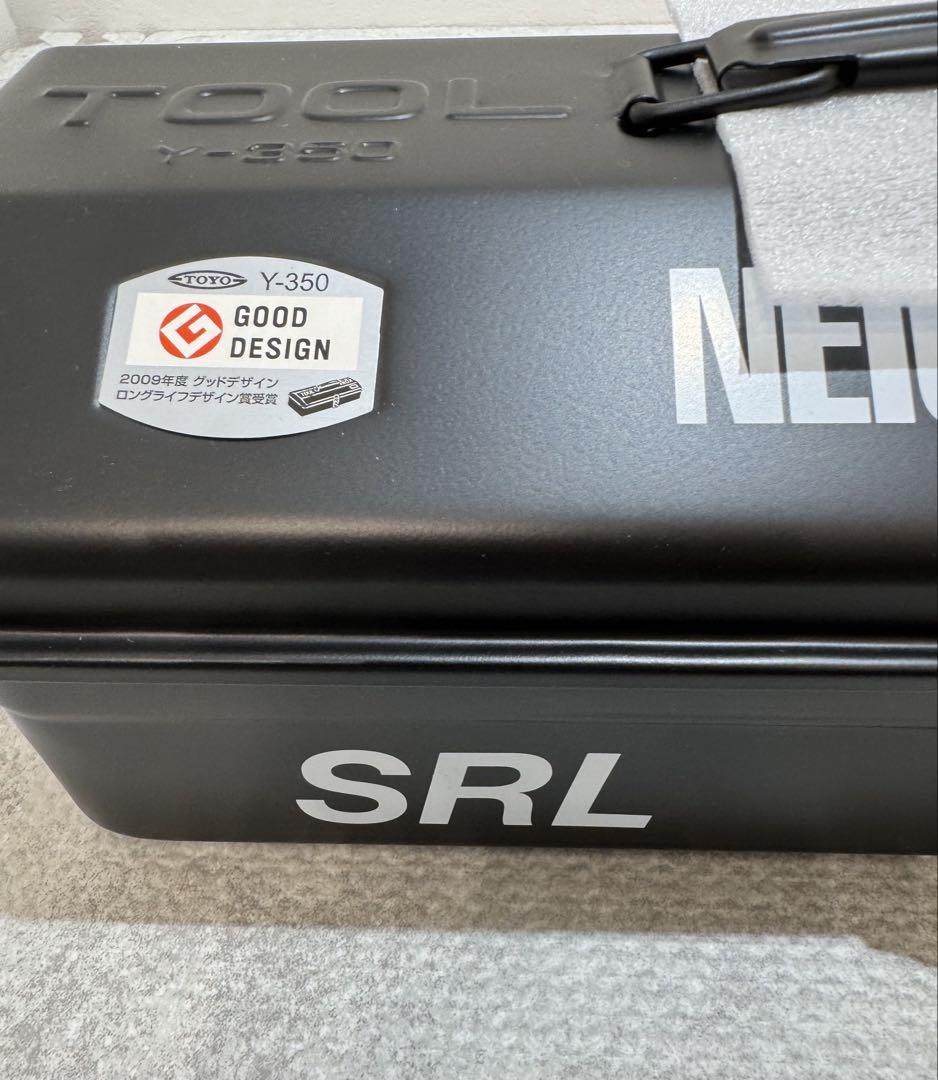 TOOL
Y-350
TOYO Y-350
GOOD
DESIGN
2009年度 グッドデザイン
ロングライフデザイン賞受賞
NEIG
SRL